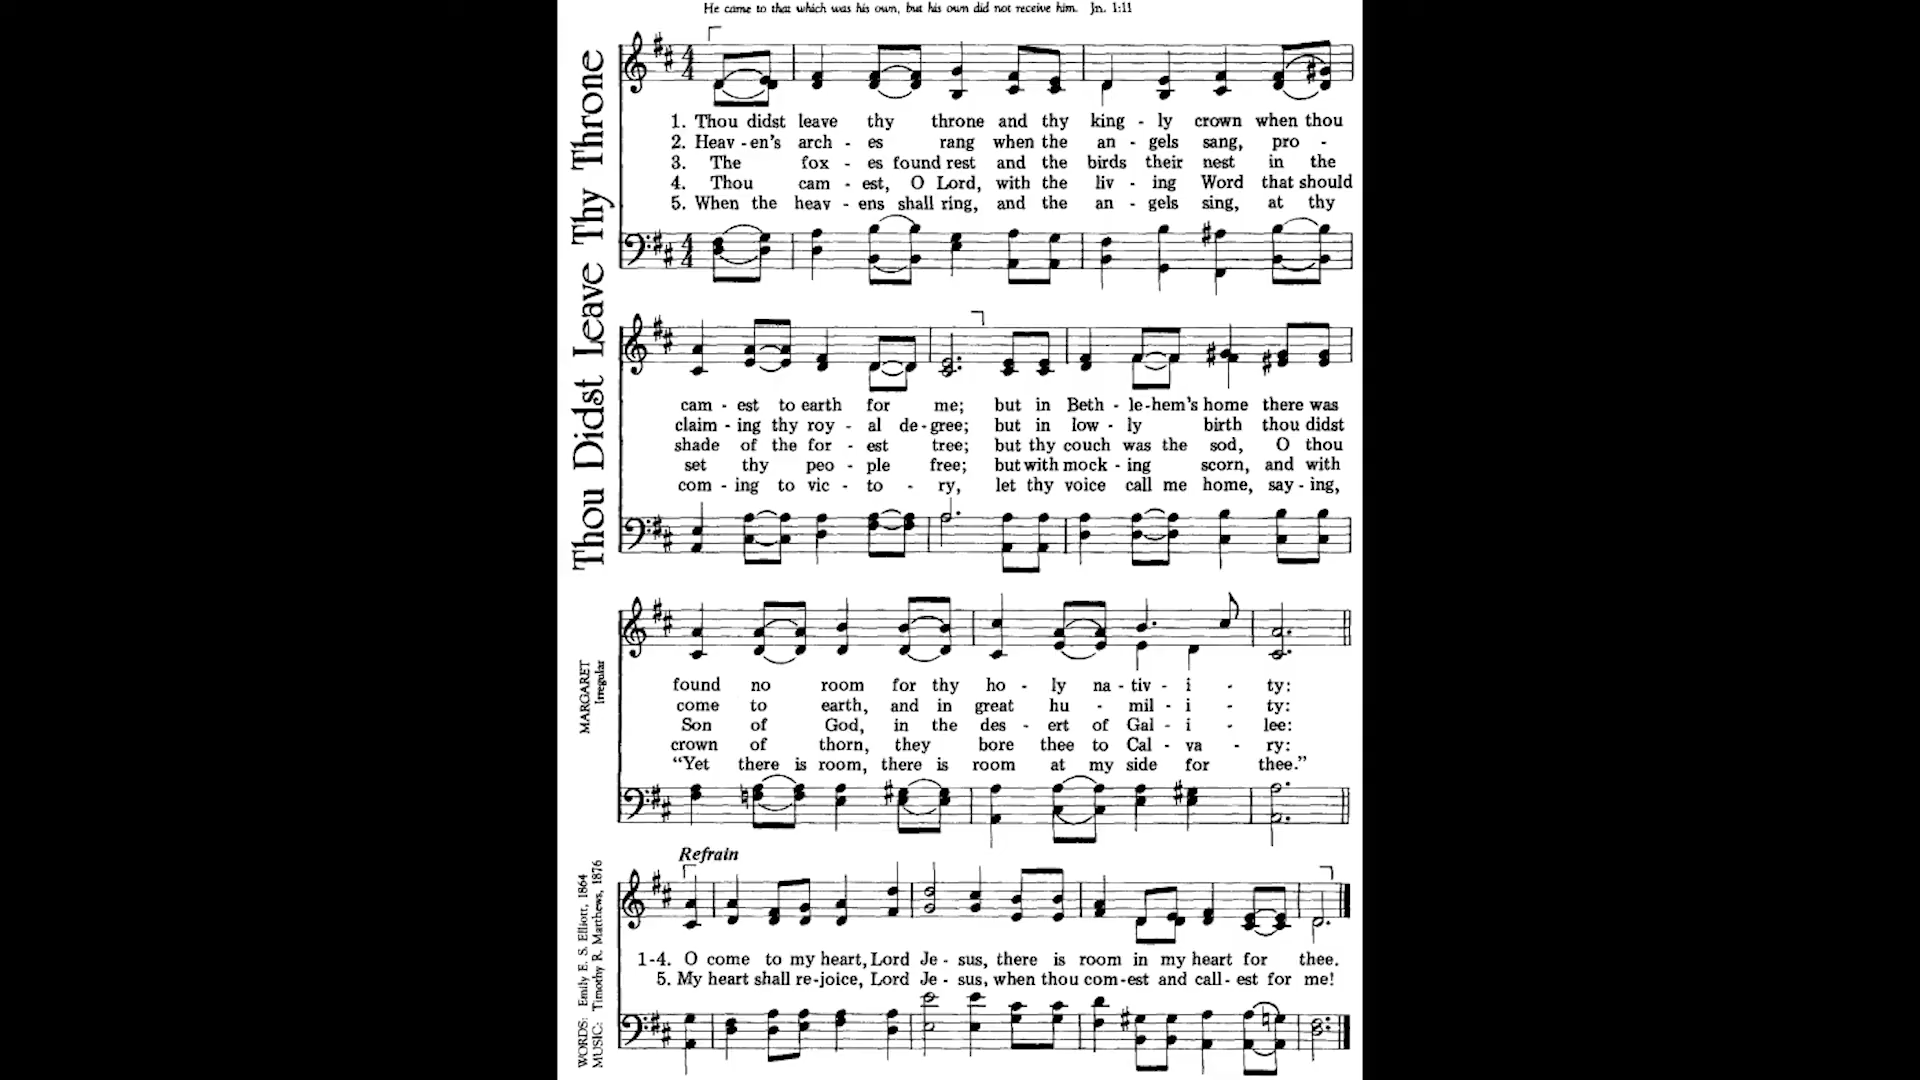 He came to that which was his own, but his own did not receive him. Jn. 1:11
Thou Didst Leave Thy Throne
4
4
1. Thou didst leave thy throne and thy king - ly crown when thou
2. Heav - en's arch - es rang when the an - gels sang, pro -
3. The fox - es found rest and the birds their nest in the
4. Thou cam - est, O Lord, with the liv - ing Word that should
5. When the heav - ens shall ring, and the an - gels sing, at thy
4
4
cam - est to earth for me; but in Beth - le-hem's home there was
claim - ing thy roy - al de-gree; but in low - ly birth thou didst
shade of the for - est tree; but thy couch was the sod, O thou
set thy peo - ple free; but with mock - ing scorn, and with
com - ing to vic - to - ry, let thy voice call me home, say - ing,
MARGARET
Irregular
found no room for thy ho - ly na - tiv - i - ty:
come to earth, and in great hu - mil - i - ty:
Son of God, in the des - ert of Gal - i - lee:
crown of thorn, they bore thee to Cal - va - ry:
“Yet there is room, there is room at my side for thee.”
Refrain
WORDS: Emily E. S. Elliott, 1864
MUSIC: Timothy R. Matthews, 1876
1-4. O come to my heart, Lord Je - sus, there is room in my heart for thee.
5. My heart shall re-joice, Lord Je - sus, when thou com-est and call - est for me!